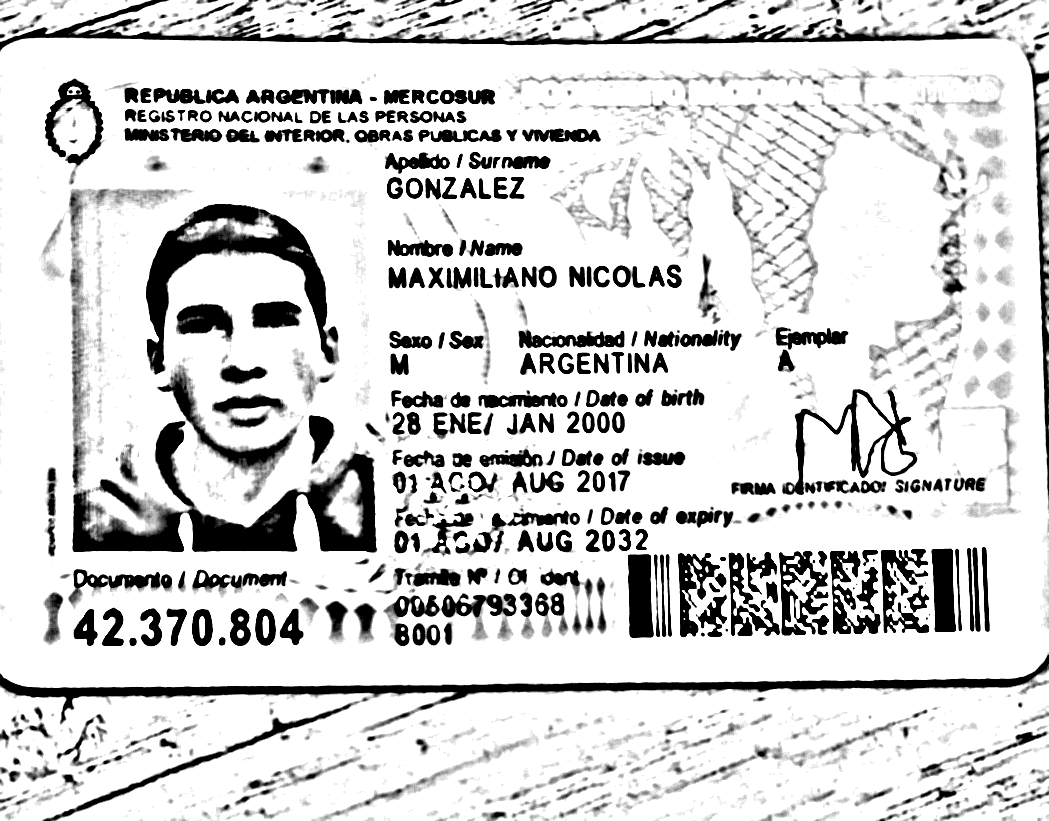 REPUBLICA ARGENTINA - MERCOSUR
REGISTRO NACIONAL DE LAS PERSONAS
MINISTERIO DEL INTERIOR, OBRAS PUBLICAS Y VIVIENDA
Apellido / Surname
GONZALEZ
Nombre / Name
MAXIMILIANO NICOLAS
Sexo / Sex Nacionalidad / Nationality Ejemplar
M ARGENTINA A
Fecha de nacimiento / Date of birth
28 ENE/ JAN 2000
Fecha de emisión / Date of issue
01 AGO/ AUG 2017
FIRMA IDENTIFICADO/ SIGNATURE
Fecha de / Date of expiry
01 AGO/ AUG 2032
Documento / Document
42.370.804
Tramite Nº / Of. ident
00506793368
8001